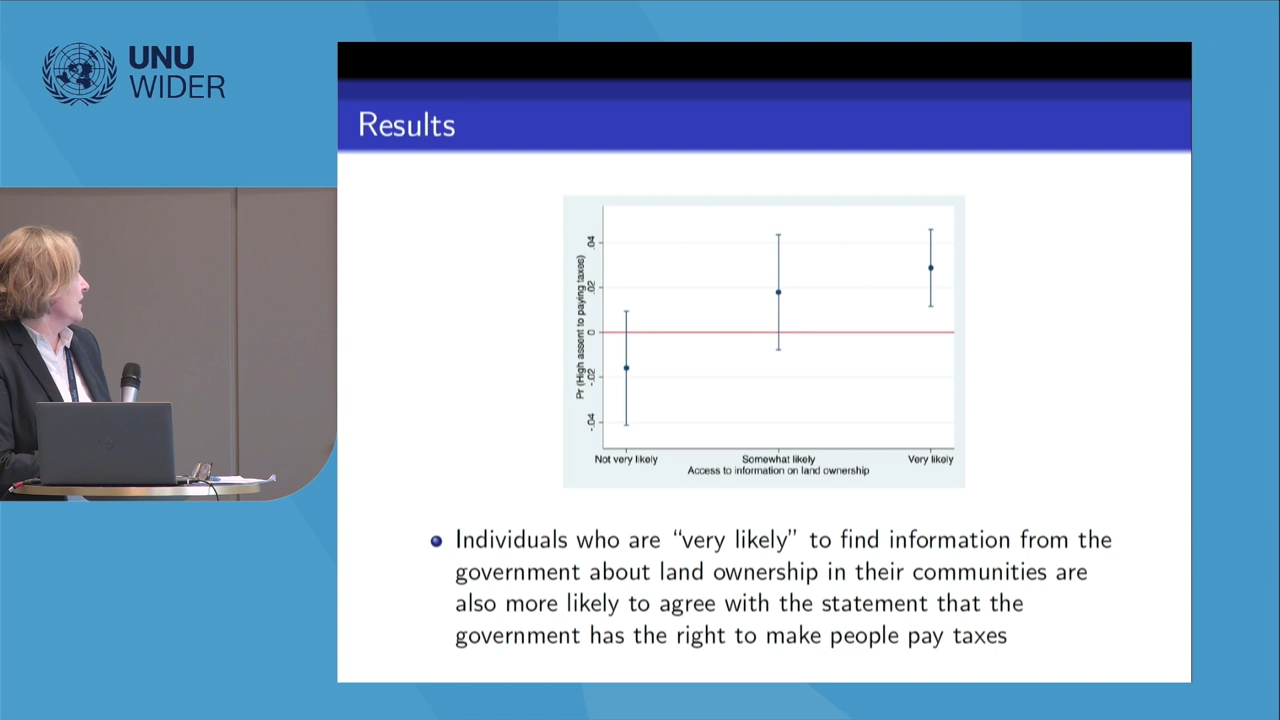 UNU
WIDER
Results
Pr (High assent to paying taxes)
.04
.02
0
-.02
-.04
Not very likely
Somewhat likely
Very likely
Access to information on land ownership
Individuals who are “very likely” to find information from the
government about land ownership in their communities are
also more likely to agree with the statement that the
government has the right to make people pay taxes